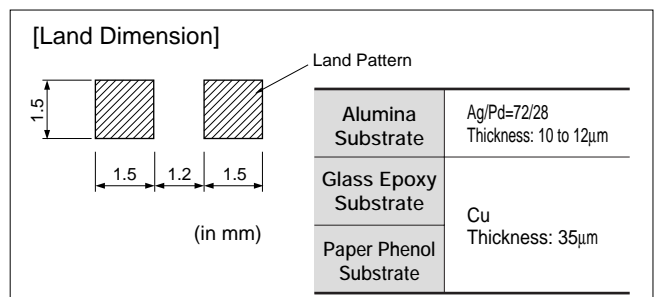 [Land Dimension]
Land Pattern
1.5
1.5
1.2
1.5
(in mm)
Alumina
Substrate
Ag/Pd=72/28
Thickness: 10 to 12μm
Glass Epoxy
Substrate
Paper Phenol
Substrate
Cu
Thickness: 35μm